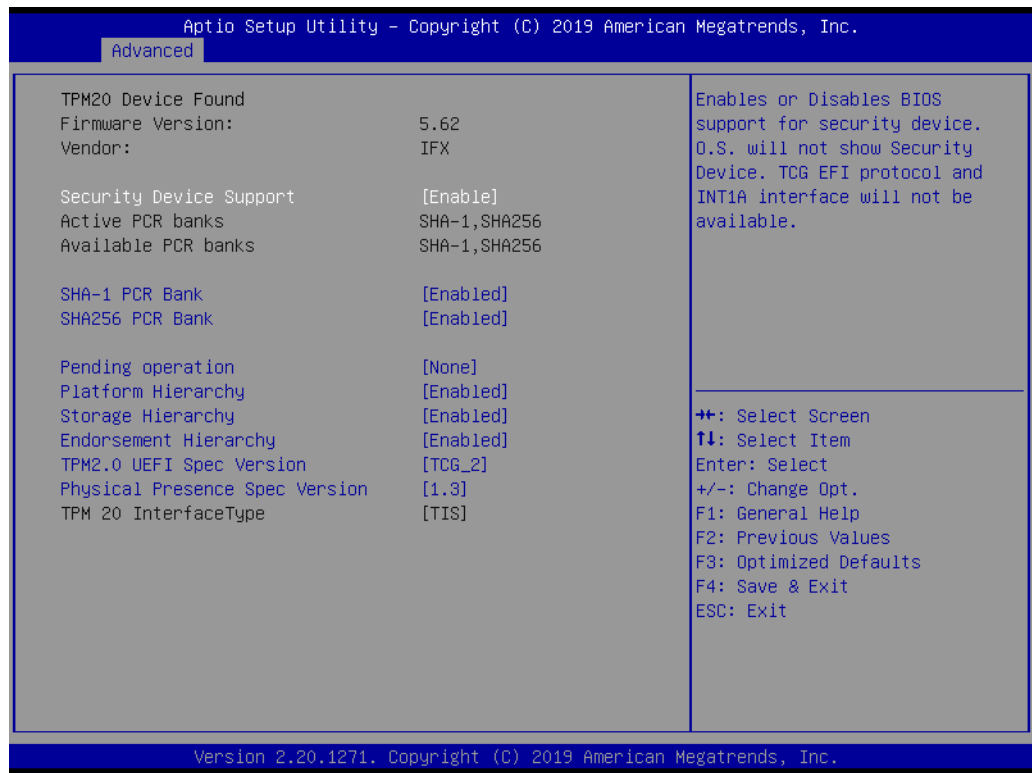 Aptio Setup Utility – Copyright (C) 2019 American Megatrends, Inc.
Advanced
TPM20 Device Found
Firmware Version: 5.62
Vendor: IFX
Security Device Support [Enable]
Active PCR banks SHA-1,SHA256
Available PCR banks SHA-1,SHA256
SHA-1 PCR Bank [Enabled]
SHA256 PCR Bank [Enabled]
Pending operation [None]
Platform Hierarchy [Enabled]
Storage Hierarchy [Enabled]
Endorsement Hierarchy [Enabled]
TPM2.0 UEFI Spec Version [TCG_2]
Physical Presence Spec Version [1.3]
TPM 20 InterfaceType [TIS]
Enables or Disables BIOS
support for security device.
O.S. will not show Security
Device. TCG EFI protocol and
INT1A interface will not be
available.
→←: Select Screen
↑↓: Select Item
Enter: Select
+/-: Change Opt.
F1: General Help
F2: Previous Values
F3: Optimized Defaults
F4: Save & Exit
ESC: Exit
Version 2.20.1271. Copyright (C) 2019 American Megatrends, Inc.